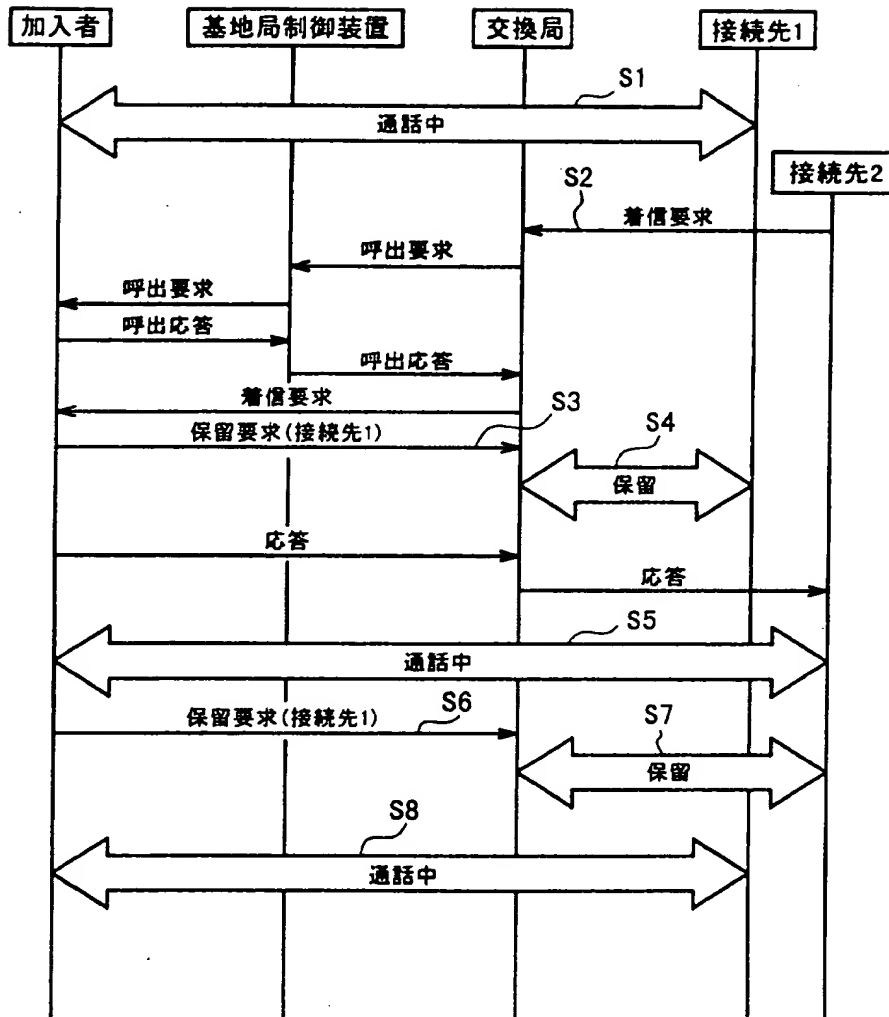 加入者
基地局制御装置
交換局
接続先1
S1
通話中
接続先2
S2
着信要求
呼出要求
呼出要求
呼出応答
呼出応答
着信要求
S3
保留要求(接続先1)
S4
保留
応答
応答
S5
通話中
保留要求(接続先1)
S6
S7
保留
S8
通話中